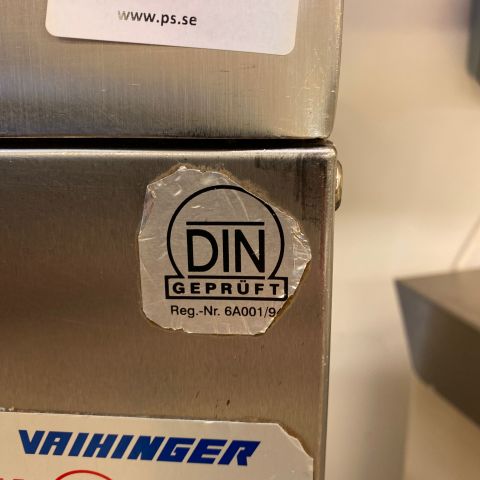 www.ps.se
DIN
GEPRÜFT
Reg.-Nr. 6A001/9
VAIHINGER